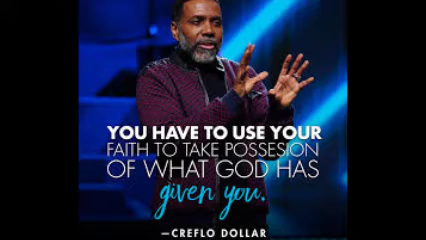 YOU HAVE TO USE YOUR
FAITH TO TAKE POSSESION
OF WHAT GOD HAS
given you.
—CREFLO DOLLAR